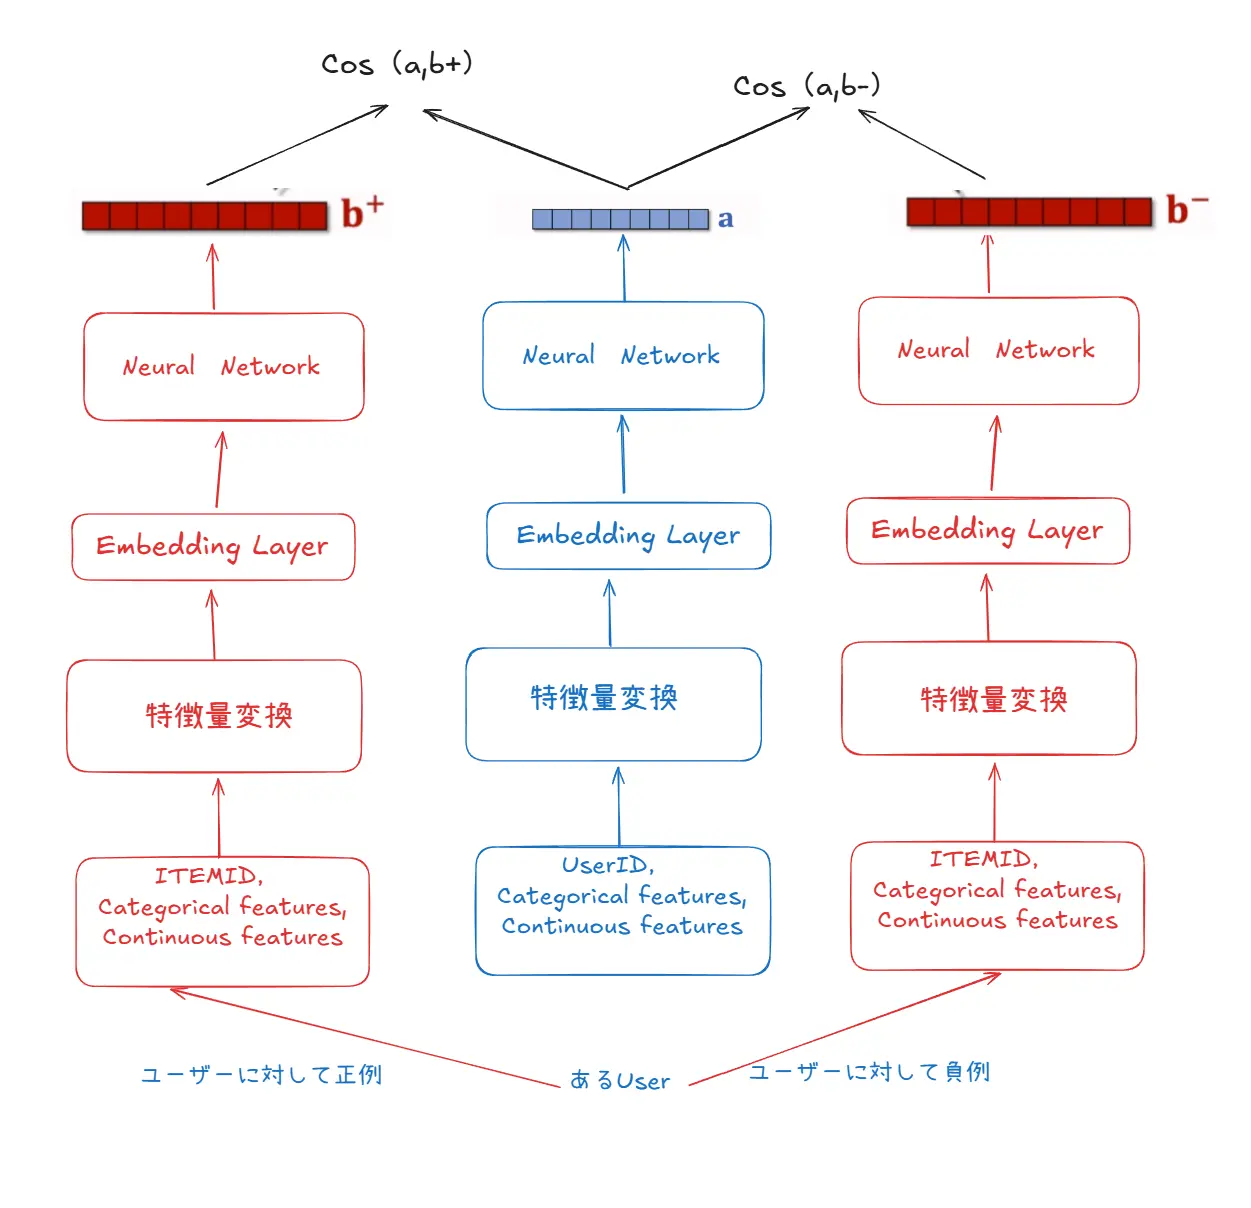 Cos (a,b+)
Cos (a,b-)
b+
a
b−
Neural Network
Neural Network
Neural Network
Embedding Layer
Embedding Layer
Embedding Layer
特徴量変換
特徴量変換
特徴量変換
ITEMID,
Categorical features,
Continuous features
UserID,
Categorical features,
Continuous features
ITEMID,
Categorical features,
Continuous features
ユーザーに対して正例
あるUser
ユーザーに対して負例